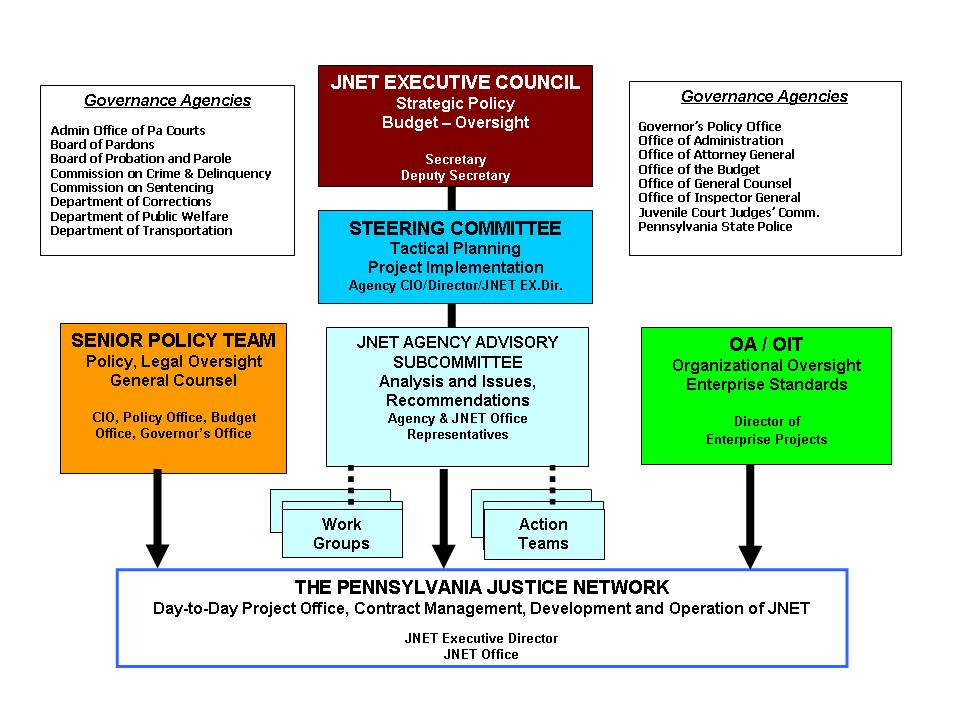 JNET EXECUTIVE COUNCIL
Strategic Policy
Budget – Oversight
Secretary
Deputy Secretary
Governance Agencies
Admin Office of Pa Courts
Board of Pardons
Board of Probation and Parole
Commission on Crime & Delinquency
Commission on Sentencing
Department of Corrections
Department of Public Welfare
Department of Transportation
Governance Agencies
Governor's Policy Office
Office of Administration
Office of Attorney General
Office of the Budget
Office of General Counsel
Office of Inspector General
Juvenile Court Judges' Comm.
Pennsylvania State Police
STEERING COMMITTEE
Tactical Planning
Project Implementation
Agency CIO/Director/JNET EX.Dir.
SENIOR POLICY TEAM
Policy, Legal Oversight
General Counsel
CIO, Policy Office, Budget
Office, Governor's Office
JNET AGENCY ADVISORY
SUBCOMMITTEE
Analysis and Issues,
Recommendations
Agency & JNET Office
Representatives
OA / OIT
Organizational Oversight
Enterprise Standards
Director of
Enterprise Projects
Work
Groups
Action
Teams
THE PENNSYLVANIA JUSTICE NETWORK
Day-to-Day Project Office, Contract Management, Development and Operation of JNET
JNET Executive Director
JNET Office